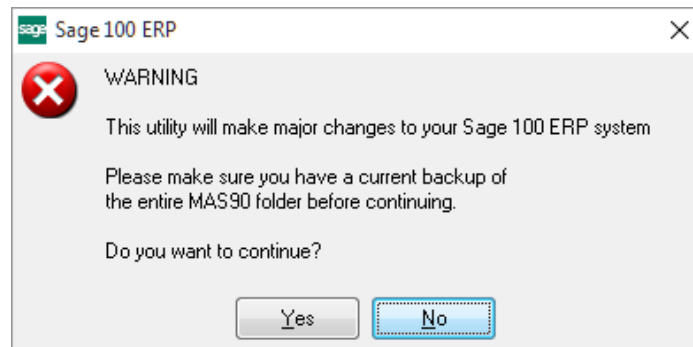 sage Sage 100 ERP
WARNING
This utility will make major changes to your Sage 100 ERP system
Please make sure you have a current backup of
the entire MAS90 folder before continuing.
Do you want to continue?
Yes No